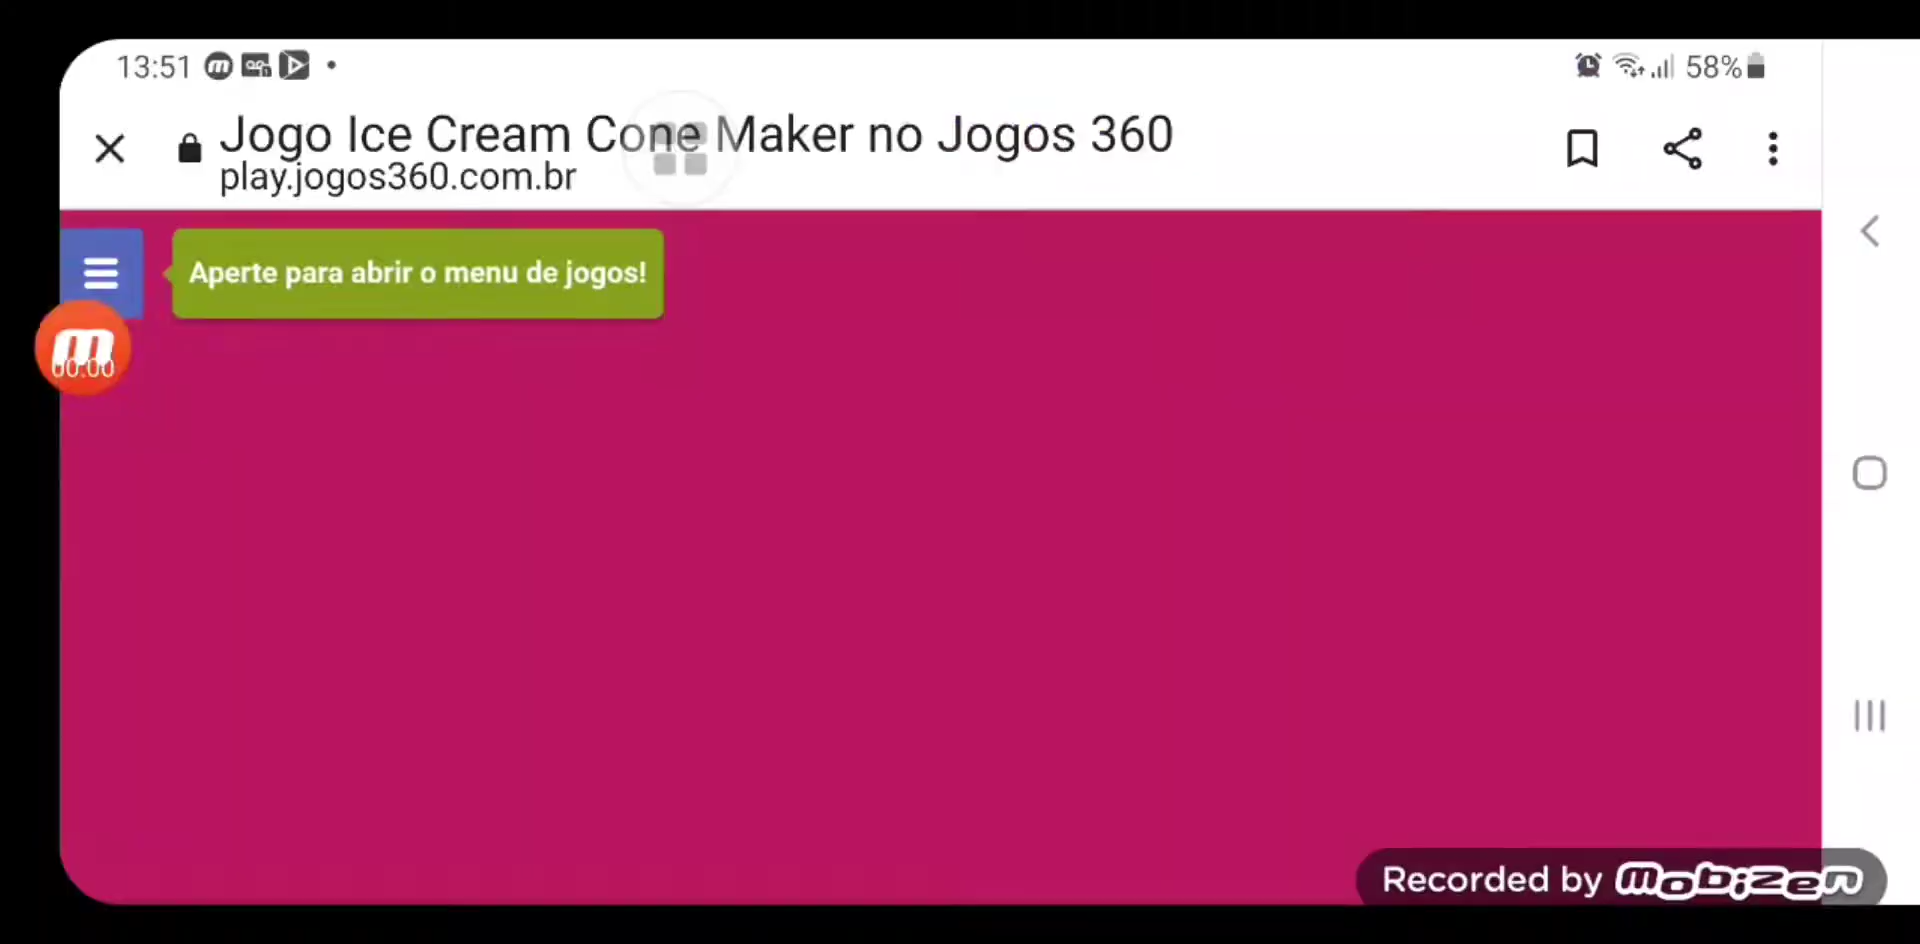 13:51
58%
Jogo Ice Cream Cone Maker no Jogos 360
play.jogos360.com.br
Aperte para abrir o menu de jogos!
m
00:00
Recorded by Mobizen